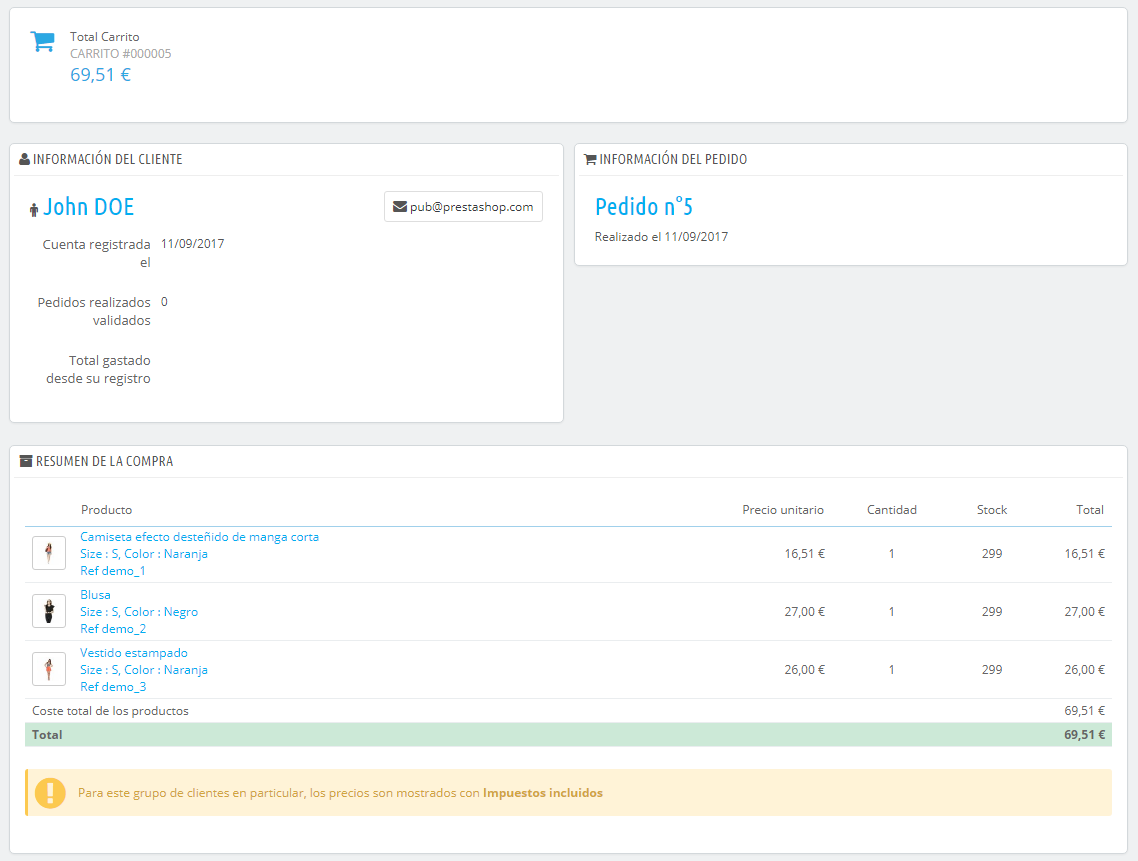 Total Carrito
CARRITO #000005
69,51 €
INFORMACIÓN DEL CLIENTE
John DOE
pub@prestashop.com
Cuenta registrada 11/09/2017
el
Pedidos realizados 0
validados
Total gastado
desde su registro
INFORMACIÓN DEL PEDIDO
Pedido n°5
Realizado el 11/09/2017
RESUMEN DE LA COMPRA
Producto Precio unitario Cantidad Stock Total
Camiseta efecto desteñido de manga corta
Size : S, Color : Naranja 16,51 € 1 299 16,51 €
Ref demo_1
Blusa
Size : S, Color : Negro 27,00 € 1 299 27,00 €
Ref demo_2
Vestido estampado
Size : S, Color : Naranja 26,00 € 1 299 26,00 €
Ref demo_3
Coste total de los productos 69,51 €
Total 69,51 €
Para este grupo de clientes en particular, los precios son mostrados con Impuestos incluidos